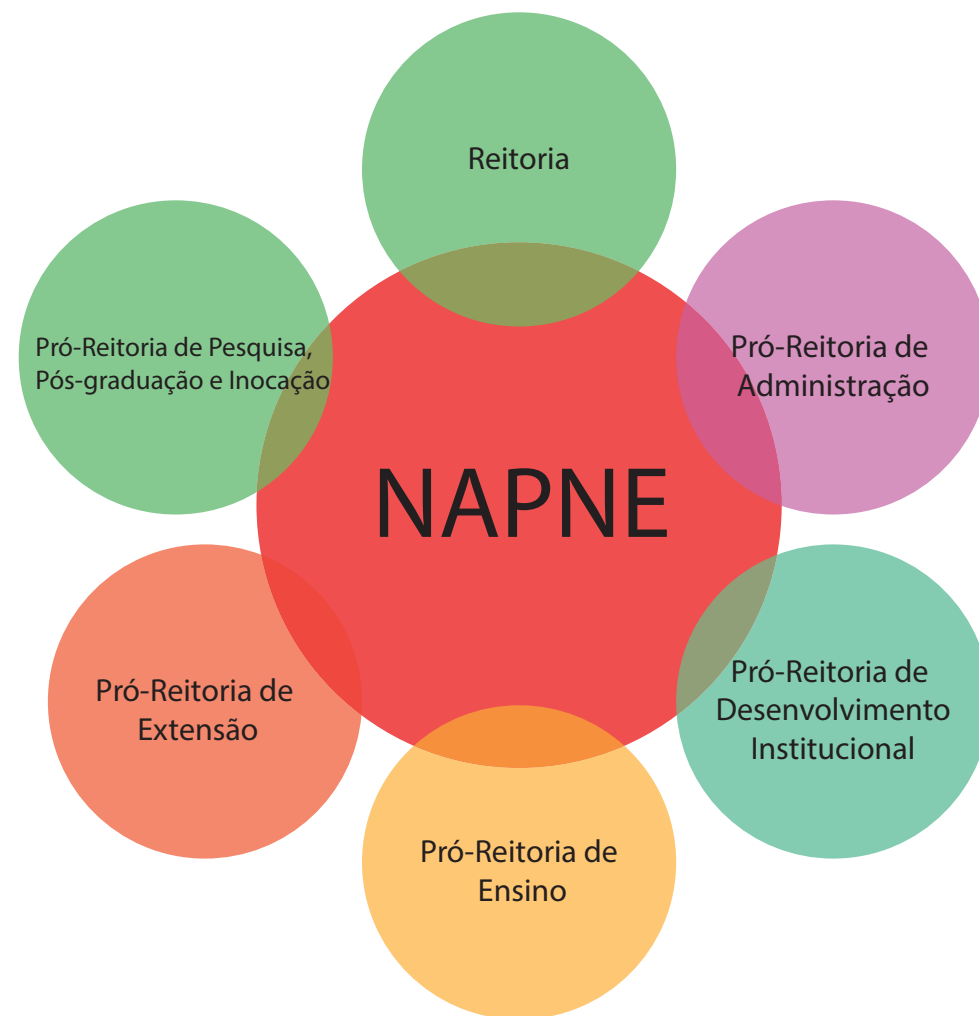 Reitoria
Pró-Reitoria de Pesquisa,
Pós-graduação e Inocação
Pró-Reitoria de
Administração
NAPNE
Pró-Reitoria de
Extensão
Pró-Reitoria de
Desenvolvimento
Institucional
Pró-Reitoria de
Ensino